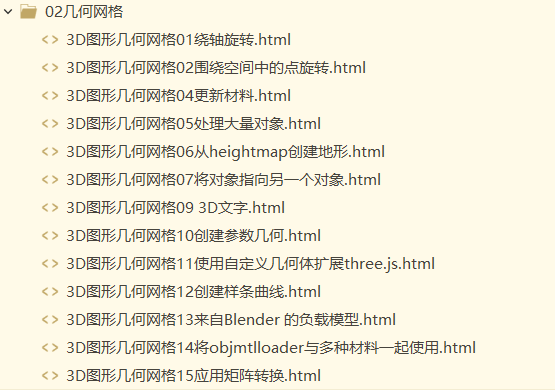 02几何网格
3D图形几何网格01绕轴旋转.html
3D图形几何网格02围绕空间中的点旋转.html
3D图形几何网格04更新材料.html
3D图形几何网格05处理大量对象.html
3D图形几何网格06从heightmap创建地形.html
3D图形几何网格07将对象指向另一个对象.html
3D图形几何网格09 3D文字.html
3D图形几何网格10创建参数几何.html
3D图形几何网格11使用自定义几何体扩展three.js.html
3D图形几何网格12创建样条曲线.html
3D图形几何网格13来自Blender 的负载模型.html
3D图形几何网格14将objmtlloader与多种材料一起使用.html
3D图形几何网格15应用矩阵转换.html